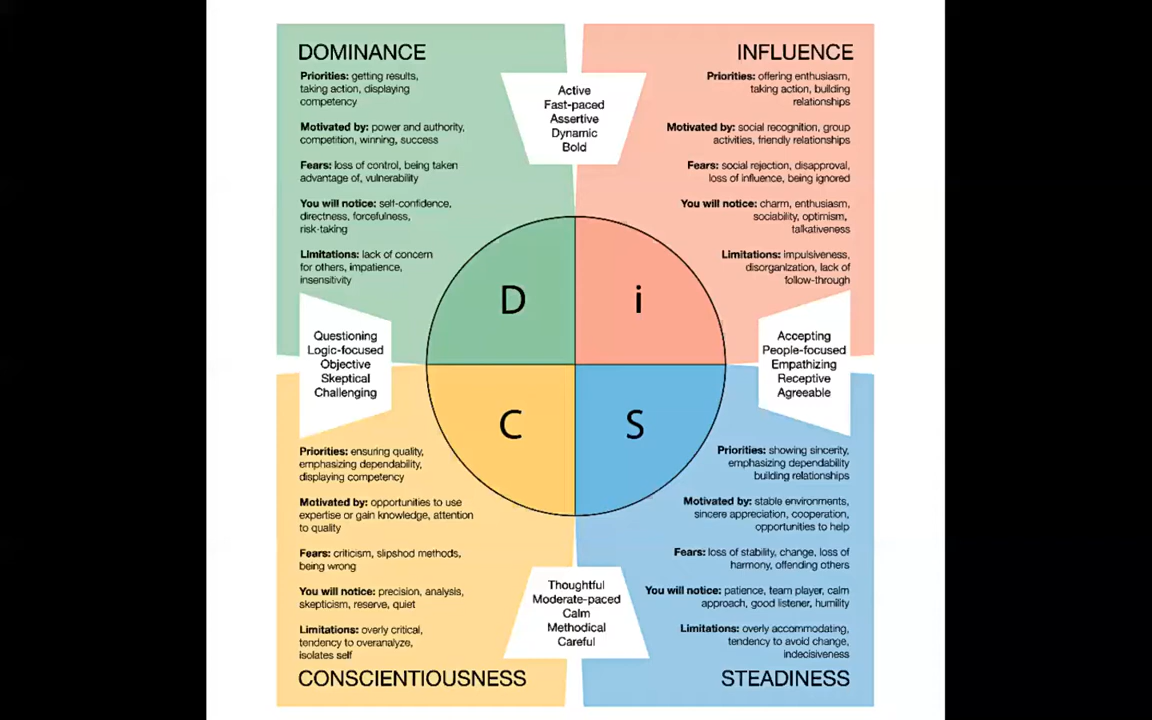 DOMINANCE
Priorities: getting results,
taking action, displaying
competency
Motivated by: power and authority,
competition, winning, success
Fears: loss of control, being taken
advantage of, vulnerability
You will notice: self-confidence,
directness, forcefulness,
risk-taking
Limitations: lack of concern
for others, impatience,
insensitivity
Active
Fast-paced
Assertive
Dynamic
Bold
INFLUENCE
Priorities: offering enthusiasm,
taking action, building
relationships
Motivated by: social recognition, group
activities, friendly relationships
Fears: social rejection, disapproval,
loss of influence, being ignored
You will notice: charm, enthusiasm,
sociability, optimism,
talkativeness
Limitations: impulsiveness,
disorganization, lack of
follow-through
D
i
Questioning
Logic-focused
Objective
Skeptical
Challenging
Accepting
People-focused
Empathizing
Receptive
Agreeable
C
S
Priorities: ensuring quality,
emphasizing dependability,
displaying competency
Motivated by: opportunities to use
expertise or gain knowledge, attention
to quality
Fears: criticism, slipshod methods,
being wrong
You will notice: precision, analysis,
skepticism, reserve, quiet
Limitations: overly critical,
tendency to overanalyze,
isolates self
CONSCIENTIOUSNESS
Thoughtful
Moderate-paced
Calm
Methodical
Careful
Priorities: showing sincerity,
emphasizing dependability
building relationships
Motivated by: stable environments,
sincere appreciation, cooperation,
opportunities to help
Fears: loss of stability, change, loss of
harmony, offending others
You will notice: patience, team player, calm
approach, good listener, humility
Limitations: overly accommodating,
tendency to avoid change,
indecisiveness
STEADINESS